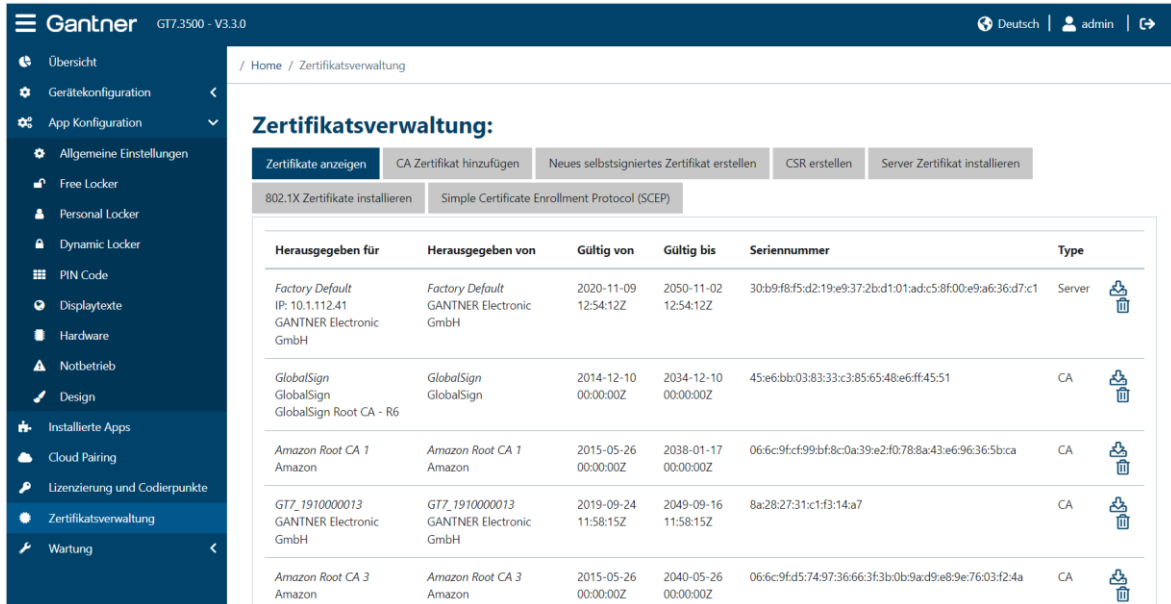 Gantner GT7.3500 - V3.3.0 Deutsch | admin |
Übersicht
Gerätekonfiguration
App Konfiguration
Allgemeine Einstellungen
Free Locker
Personal Locker
Dynamic Locker
PIN Code
Displaytexte
Hardware
Notbetrieb
Design
Installierte Apps
Cloud Pairing
Lizenzierung und Codierpunkte
Zertifikatsverwaltung
Wartung
/ Home / Zertifikatsverwaltung
Zertifikatsverwaltung:
Zertifikate anzeigen CA Zertifikat hinzufügen Neues selbstsigniertes Zertifikat erstellen CSR erstellen Server Zertifikat installieren
802.1X Zertifikate installieren Simple Certificate Enrollment Protocol (SCEP)
Herausgegeben für Herausgegeben von Gültig von Gültig bis Seriennummer Type
Factory Default Factory Default 2020-11-09 2050-11-02 30:b9:f8:f5:d2:19:e9:37:2b:d1:01:ad:c5:8f:00:e9:a6:36:d7:c1 Server
IP: 10.1.112.41 GANTNER Electronic 12:54:12Z 12:54:12Z
GANTNER Electronic GmbH
GmbH
GlobalSign GlobalSign 2014-12-10 2034-12-10 45:e6:bb:03:83:33:c3:85:65:48:e6:ff:45:51 CA
GlobalSign GlobalSign 00:00:00Z 00:00:00Z
GlobalSign Root CA - R6
Amazon Root CA 1 Amazon Root CA 1 2015-05-26 2038-01-17 06:6c:9f:cf:99:bf:8c:0a:39:e2:f0:78:8a:43:e6:96:36:5b:ca CA
Amazon Amazon 00:00:00Z 00:00:00Z
GT7_1910000013 GT7_1910000013 2019-09-24 2049-09-16 8a:28:27:31:c1:f3:14:a7 CA
GANTNER Electronic GANTNER Electronic 11:58:15Z 11:58:15Z
GmbH GmbH
Amazon Root CA 3 Amazon Root CA 3 2015-05-26 2040-05-26 06:6c:9f:d5:74:97:36:66:3f:3b:0b:9a:d9:e8:9e:76:03:f2:4a CA
Amazon Amazon 00:00:00Z 00:00:00Z